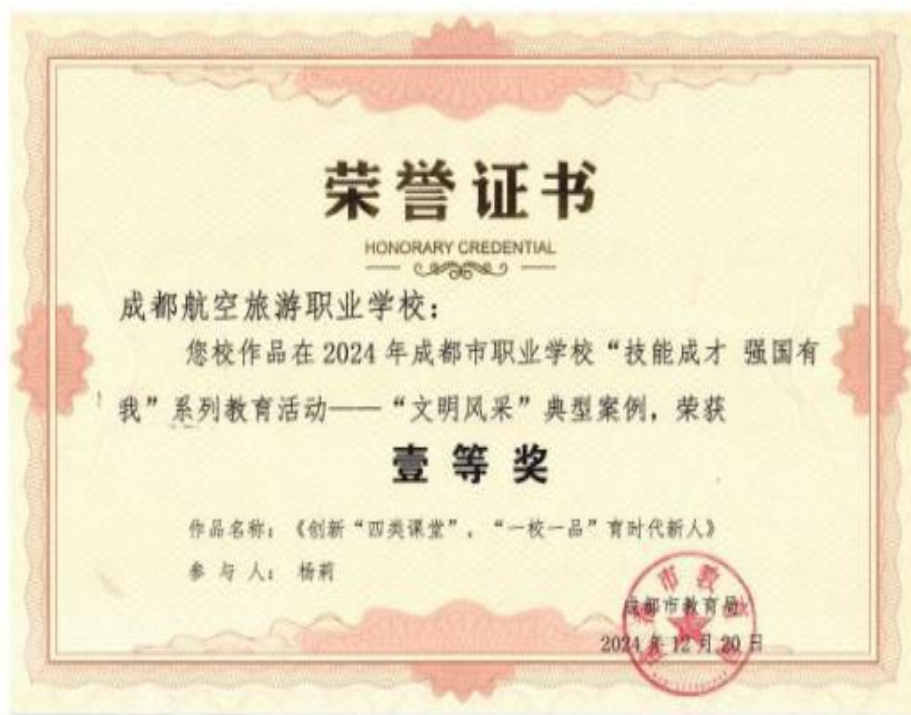 荣誉证书
HONORARY CREDENTIAL
成都航空旅游职业学校：
您校作品在2024年成都市职业学校“技能成才 强国有
我”系列教育活动——“文明风采”典型案例，荣获
壹等奖
作品名称：《创新“四类课堂”，“一校一品”育时代新人》
参与人：杨莉
成都市教育局
2024年12月20日